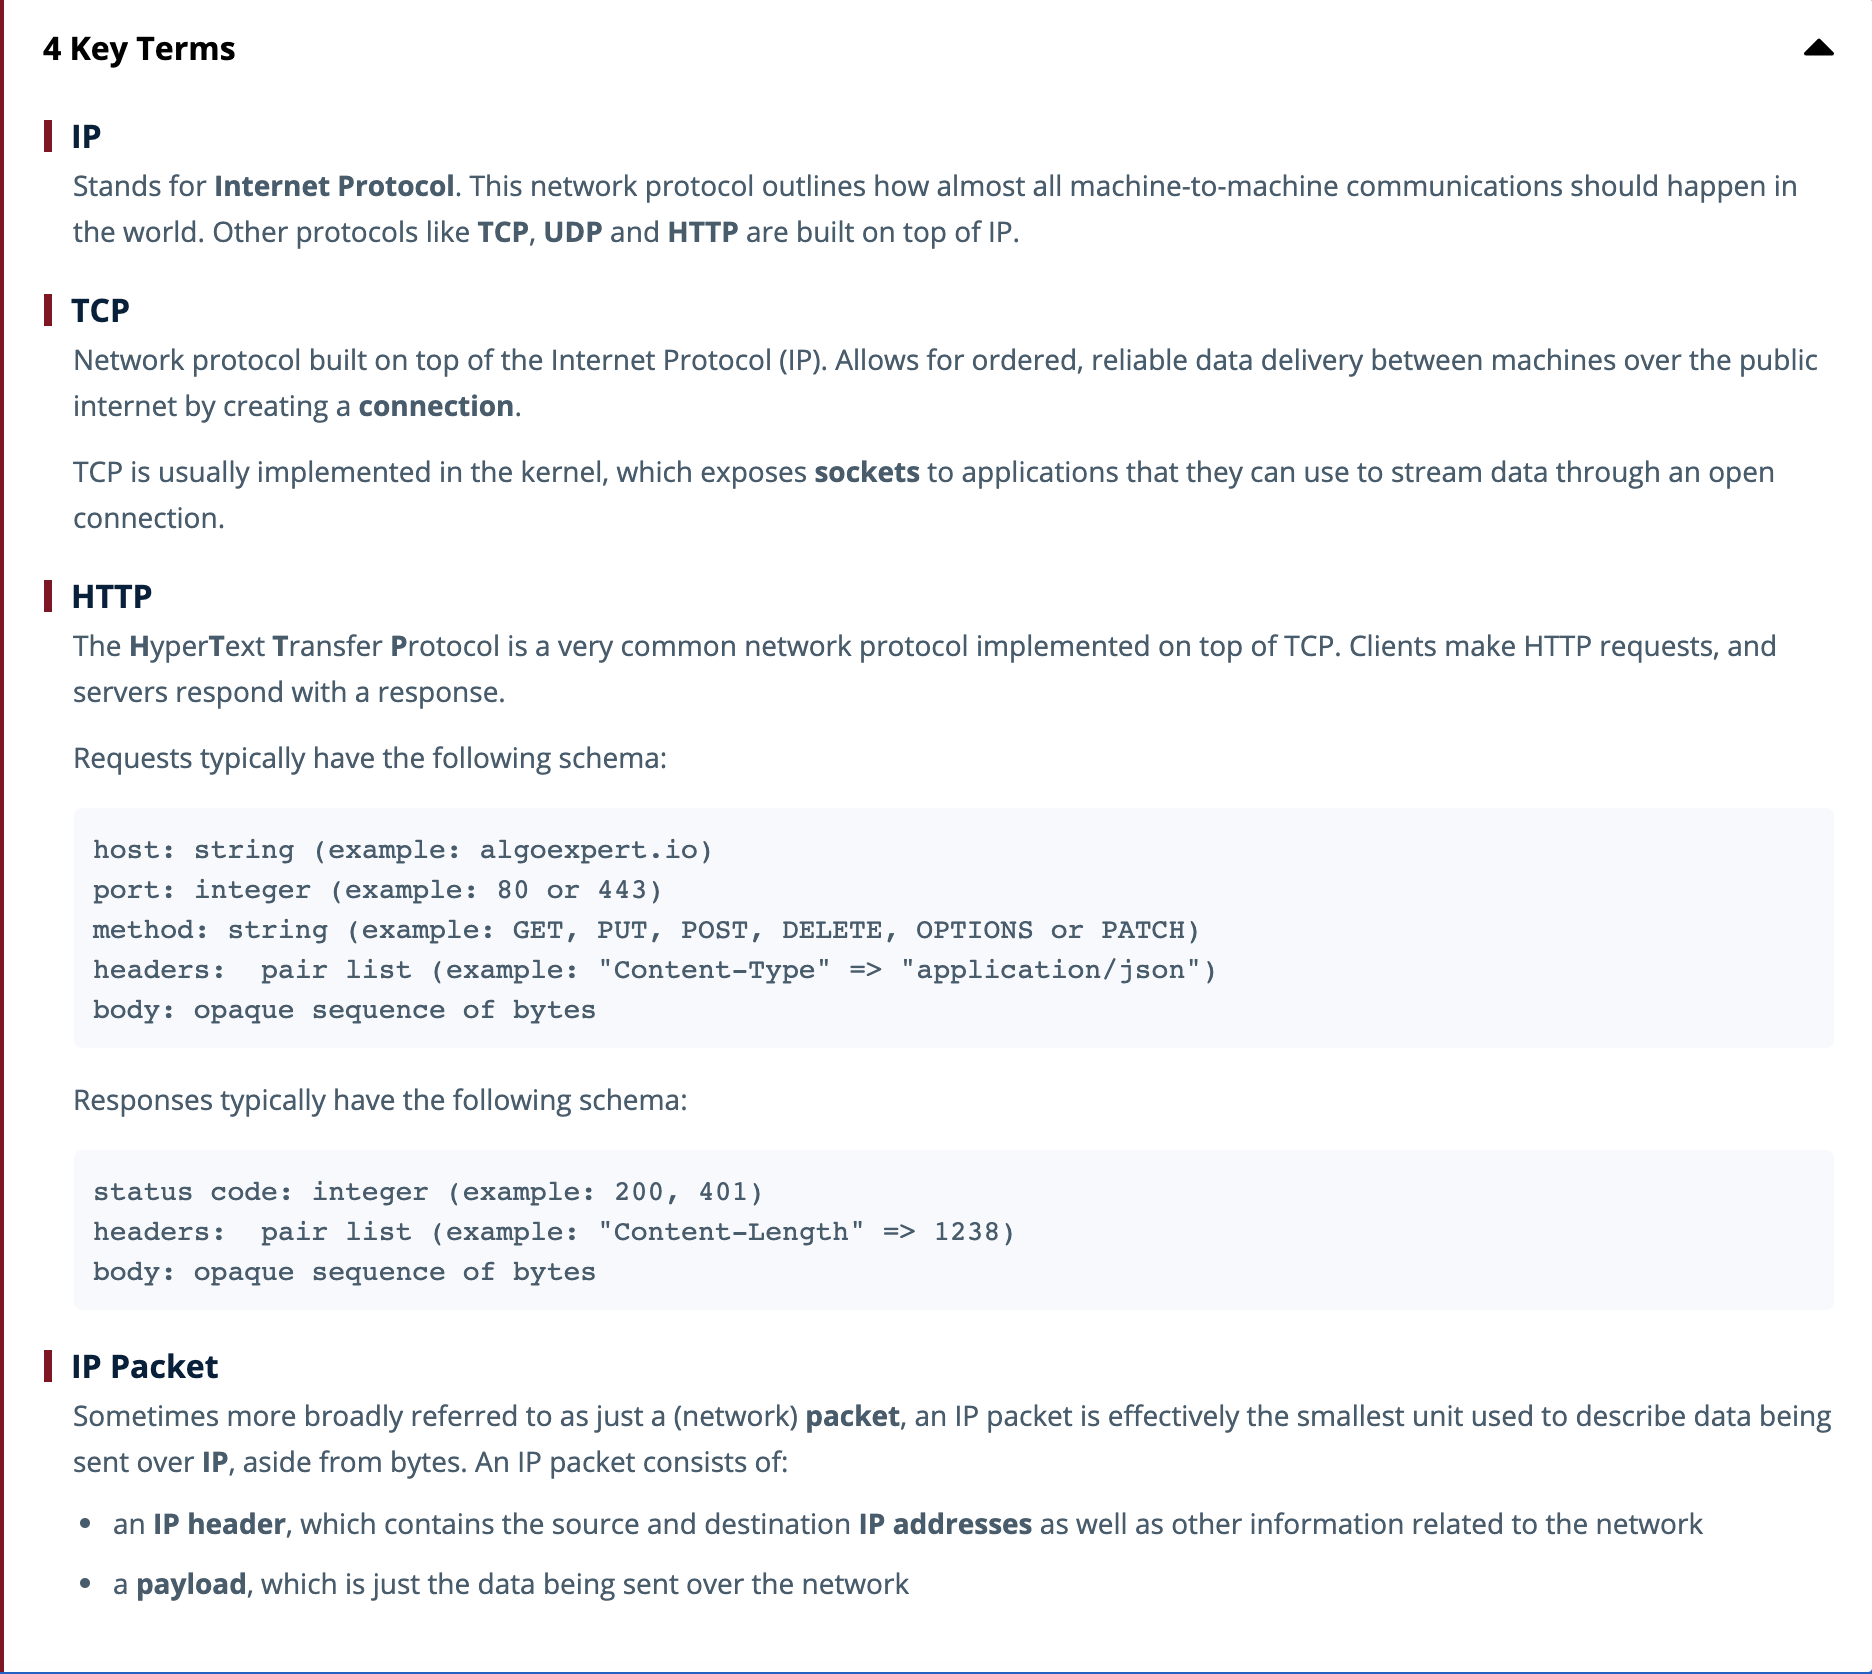 4 Key Terms
IP
Stands for Internet Protocol. This network protocol outlines how almost all machine-to-machine communications should happen in
the world. Other protocols like TCP, UDP and HTTP are built on top of IP.
TCP
Network protocol built on top of the Internet Protocol (IP). Allows for ordered, reliable data delivery between machines over the public
internet by creating a connection.
TCP is usually implemented in the kernel, which exposes sockets to applications that they can use to stream data through an open
connection.
HTTP
The HyperText Transfer Protocol is a very common network protocol implemented on top of TCP. Clients make HTTP requests, and
servers respond with a response.
Requests typically have the following schema:
host: string (example: algoexpert.io)
port: integer (example: 80 or 443)
method: string (example: GET, PUT, POST, DELETE, OPTIONS or PATCH)
headers:  pair list (example: "Content-Type" => "application/json")
body: opaque sequence of bytes
Responses typically have the following schema:
status code: integer (example: 200, 401)
headers:  pair list (example: "Content-Length" => 1238)
body: opaque sequence of bytes
IP Packet
Sometimes more broadly referred to as just a (network) packet, an IP packet is effectively the smallest unit used to describe data being
sent over IP, aside from bytes. An IP packet consists of:
• an IP header, which contains the source and destination IP addresses as well as other information related to the network
• a payload, which is just the data being sent over the network